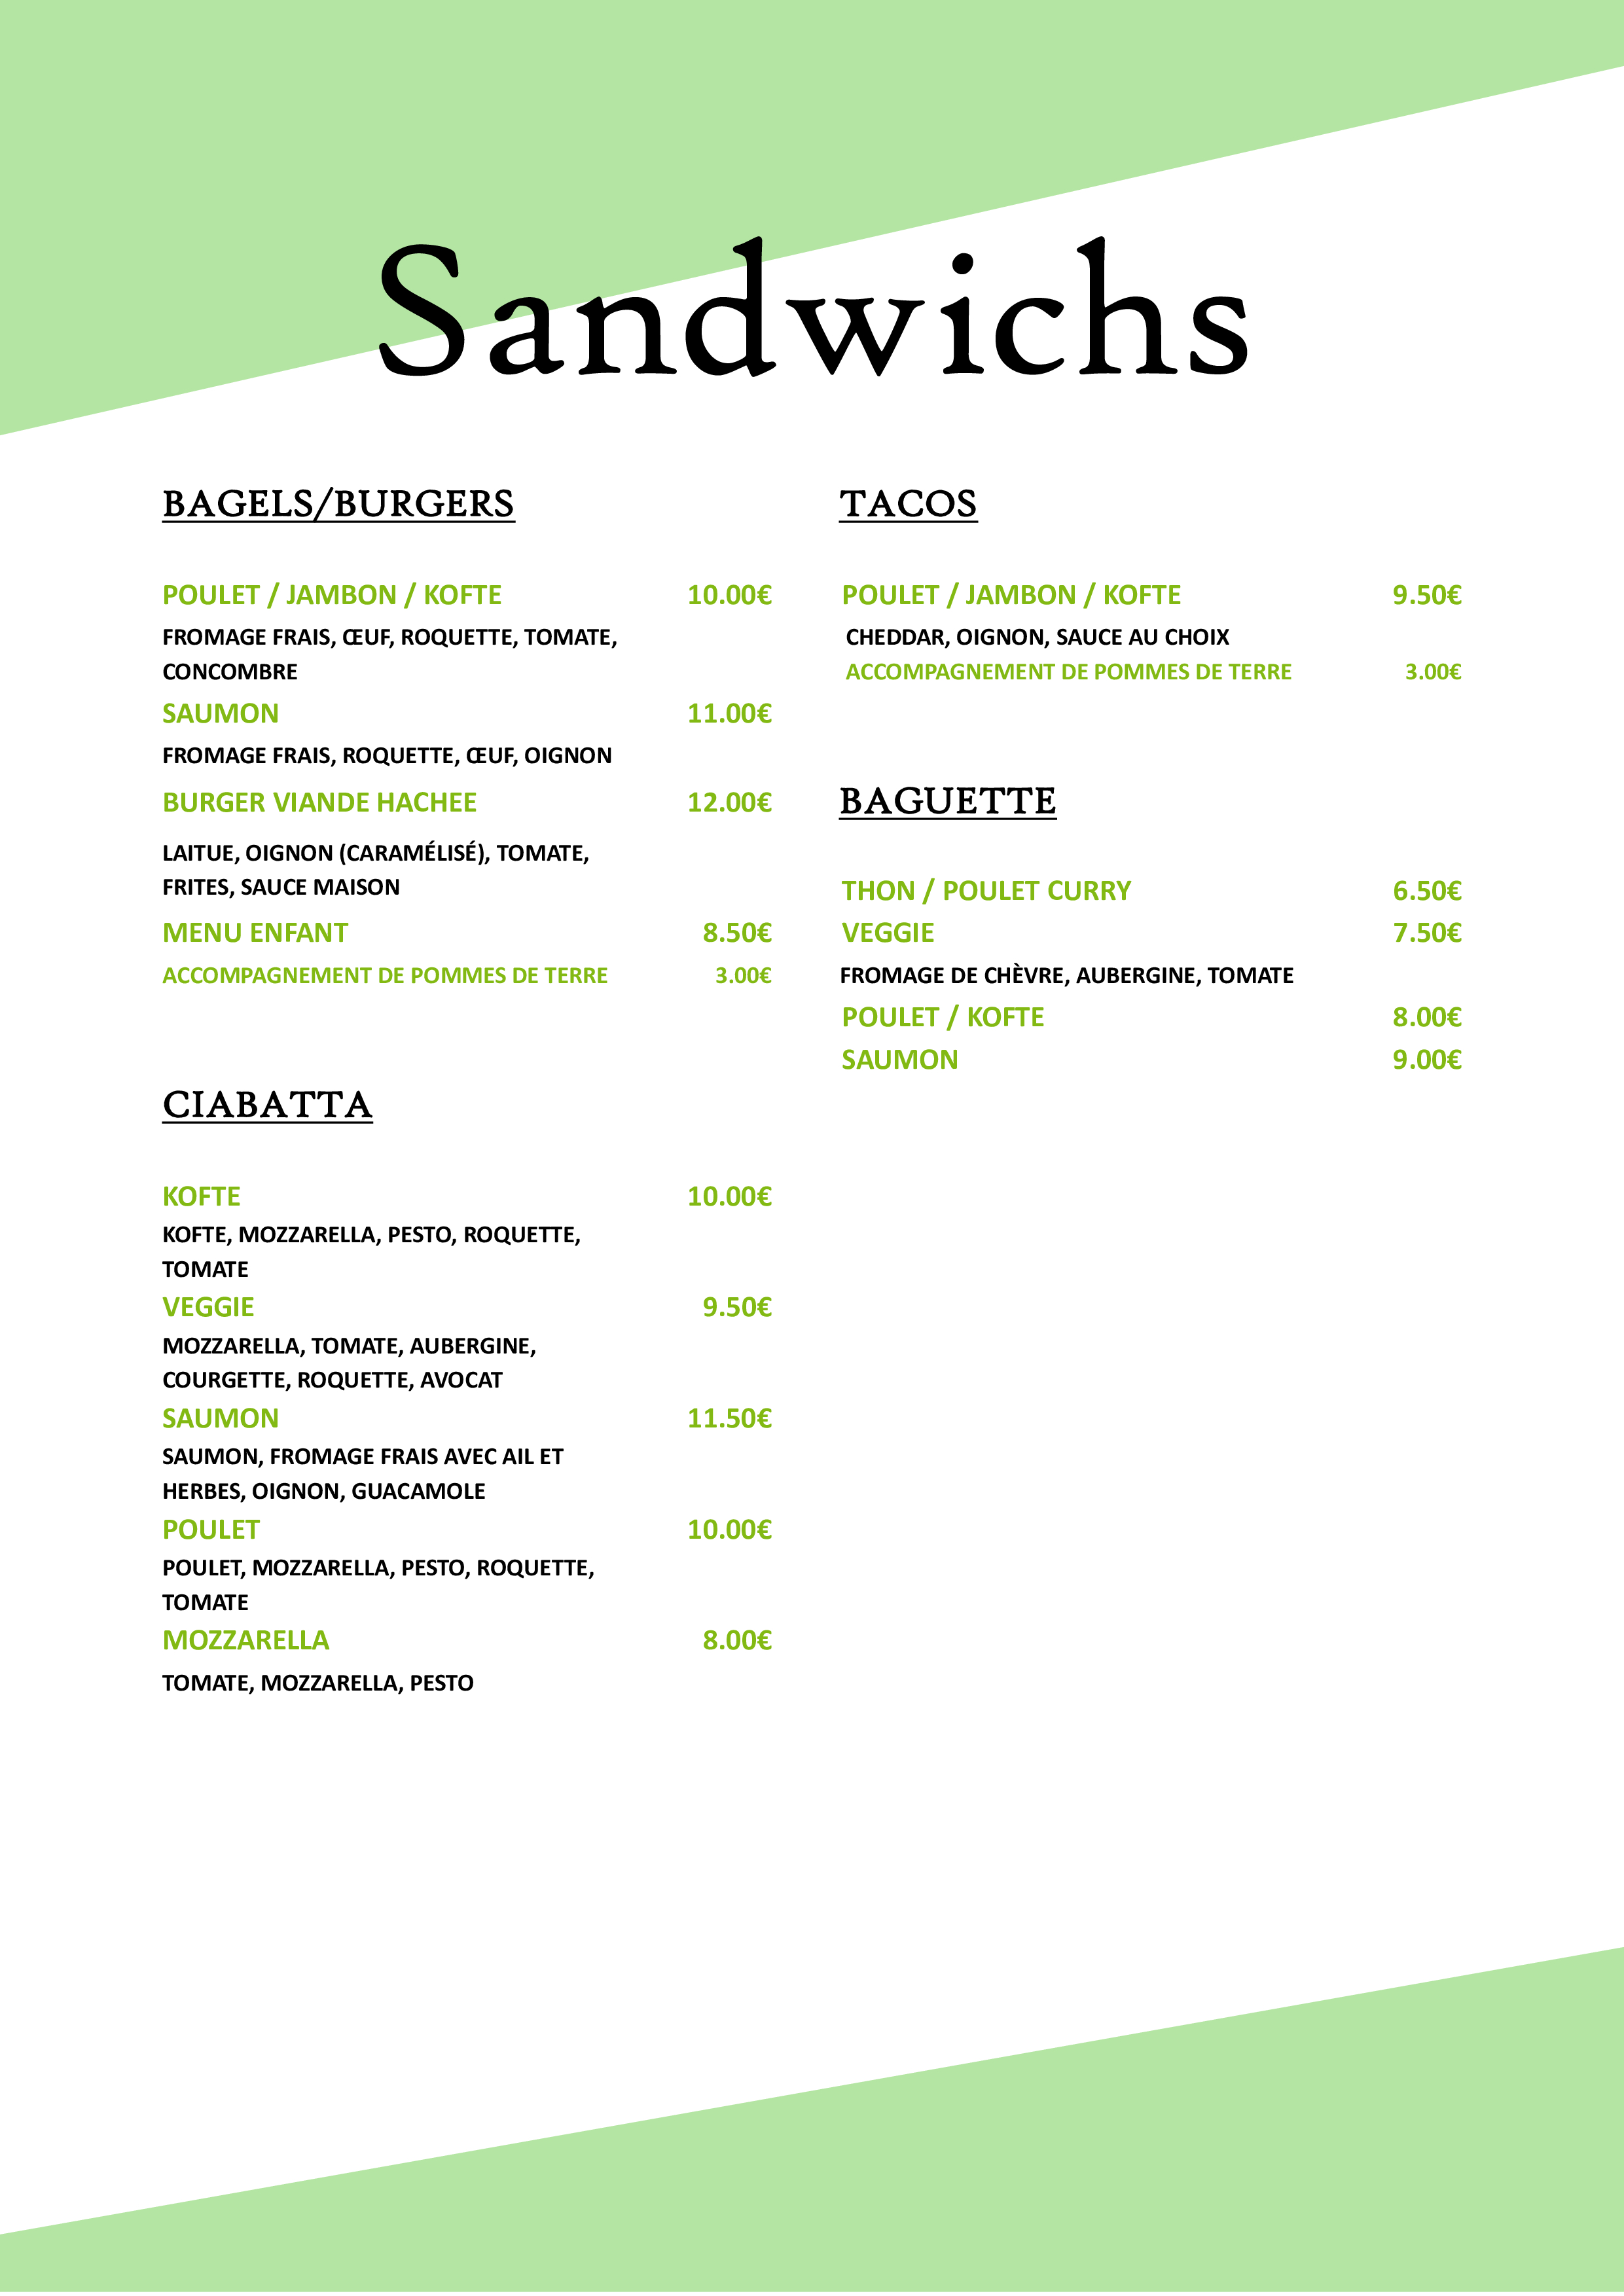 Sandwichs
BAGELS/BURGERS
POULET / JAMBON / KOFTE 10.00€
FROMAGE FRAIS, ŒUF, ROQUETTE, TOMATE,
CONCOMBRE
SAUMON 11.00€
FROMAGE FRAIS, ROQUETTE, ŒUF, OIGNON
BURGER VIANDE HACHEE 12.00€
LAITUE, OIGNON (CARAMÉLISÉ), TOMATE,
FRITES, SAUCE MAISON
MENU ENFANT 8.50€
ACCOMPAGNEMENT DE POMMES DE TERRE 3.00€
CIABATTA
KOFTE 10.00€
KOFTE, MOZZARELLA, PESTO, ROQUETTE,
TOMATE
VEGGIE 9.50€
MOZZARELLA, TOMATE, AUBERGINE,
COURGETTE, ROQUETTE, AVOCAT
SAUMON 11.50€
SAUMON, FROMAGE FRAIS AVEC AIL ET
HERBES, OIGNON, GUACAMOLE
POULET 10.00€
POULET, MOZZARELLA, PESTO, ROQUETTE,
TOMATE
MOZZARELLA 8.00€
TOMATE, MOZZARELLA, PESTO
TACOS
POULET / JAMBON / KOFTE 9.50€
CHEDDAR, OIGNON, SAUCE AU CHOIX
ACCOMPAGNEMENT DE POMMES DE TERRE 3.00€
BAGUETTE
THON / POULET CURRY 6.50€
VEGGIE 7.50€
FROMAGE DE CHÈVRE, AUBERGINE, TOMATE
POULET / KOFTE 8.00€
SAUMON 9.00€